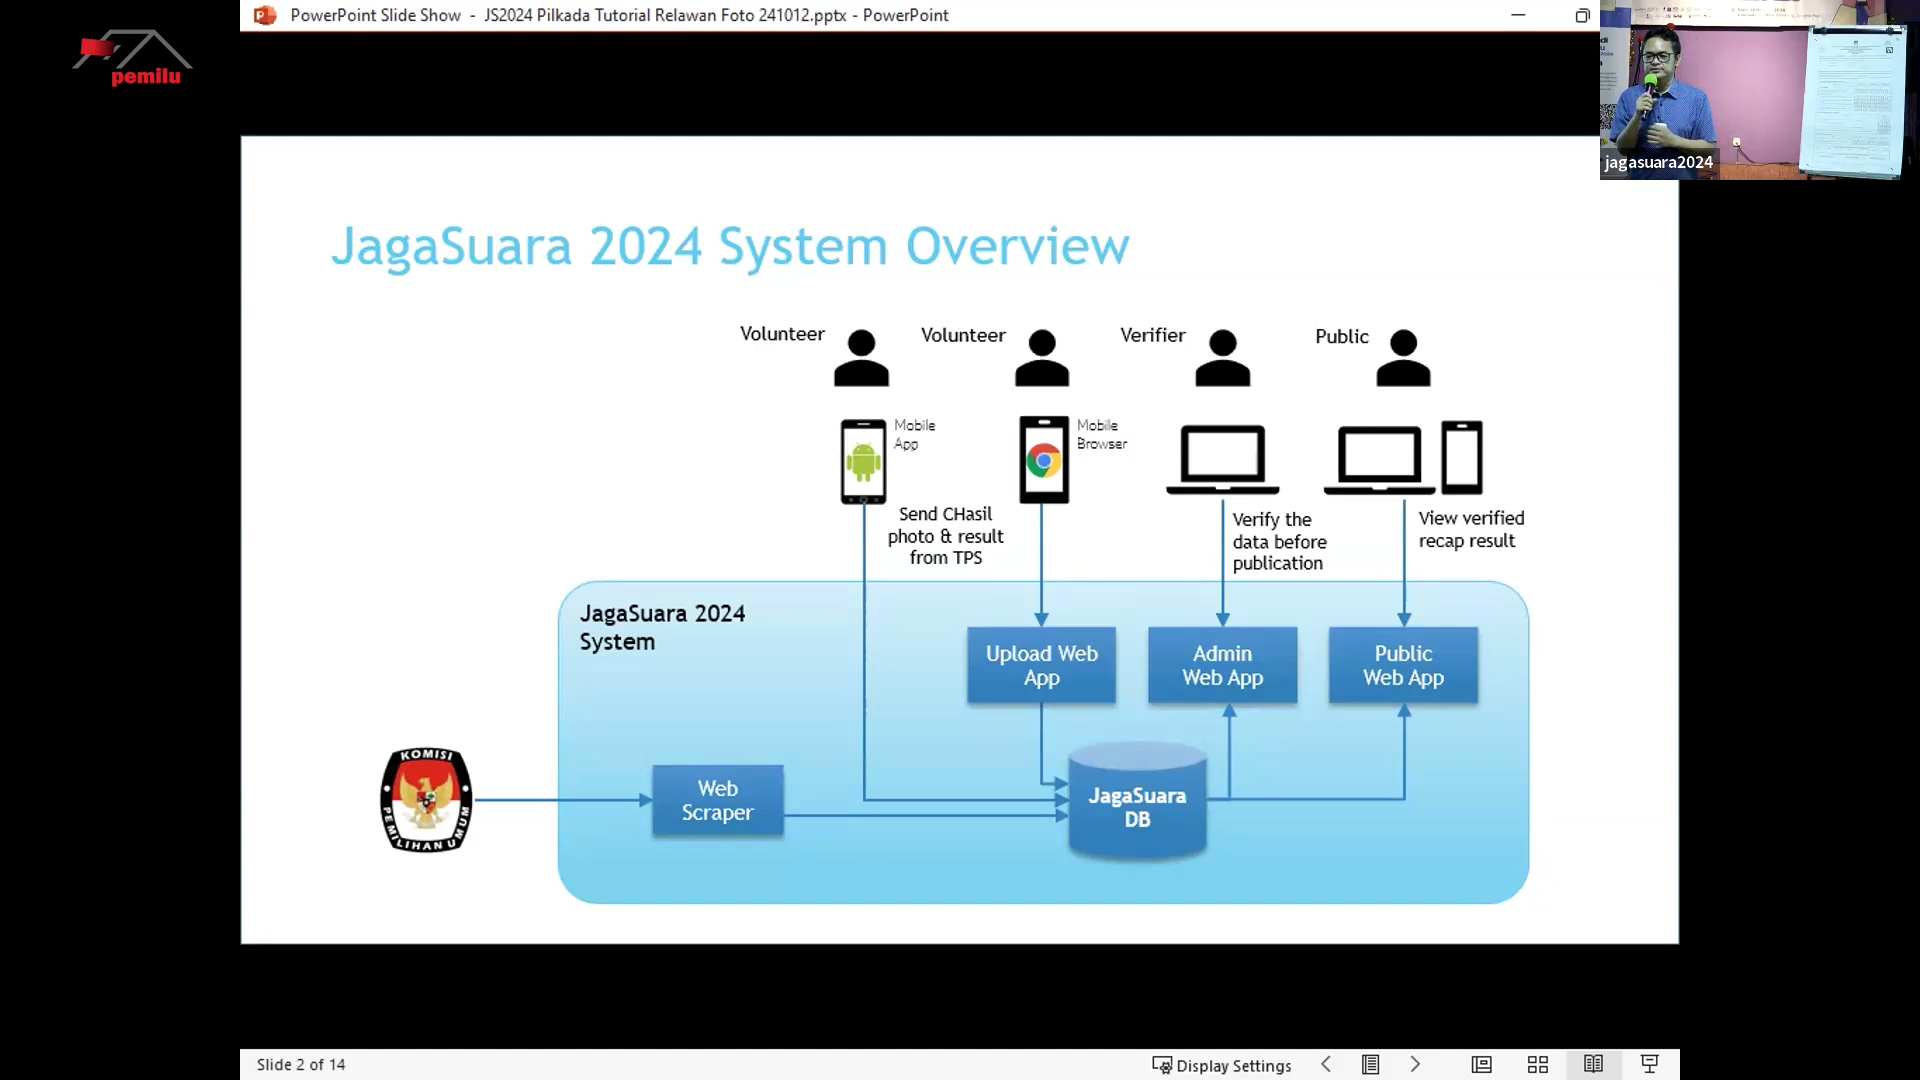 PowerPoint Slide Show - JS2024 Pilkada Tutorial Relawan Foto 241012.pptx - PowerPoint
pemilu
jagasuara2024
JagaSuara 2024 System Overview
Volunteer
Volunteer
Verifier
Public
Mobile
App
Mobile
Browser
Send CHasil
photo & result
from TPS
Verify the
data before
publication
View verified
recap result
JagaSuara 2024
System
Upload Web
App
Admin
Web App
Public
Web App
KOMISI
PEMILIHAN UMUM
Web
Scraper
JagaSuara
DB
Slide 2 of 14
Display Settings